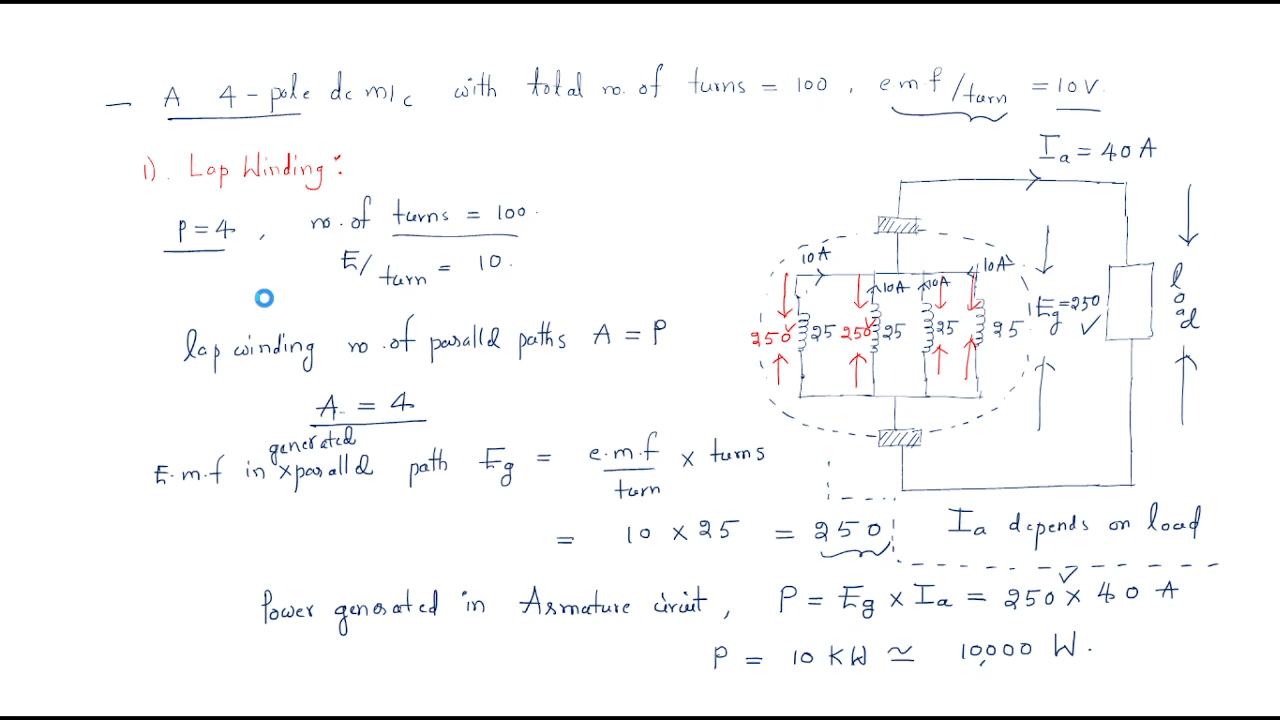 — A 4-pole dc m/c with total no. of turns = 100, emf/turn = 10V.
Ia = 40 A
1). Lap Winding:
P = 4, no. of turns = 100.
E/turn = 10.
10A
10A
10A
10A
250 25 250 25 25 25
Eg = 250
load
lap winding no. of parallel paths A = P
A = 4
generated
E.m.f in parallel path Eg = e.m.f/turn x turns
= 10 x 25 = 250
Ia depends on load
Power generated in Armature circuit, P = Eg x Ia = 250 x 40 A
P = 10 KW ≃ 10,000 W.